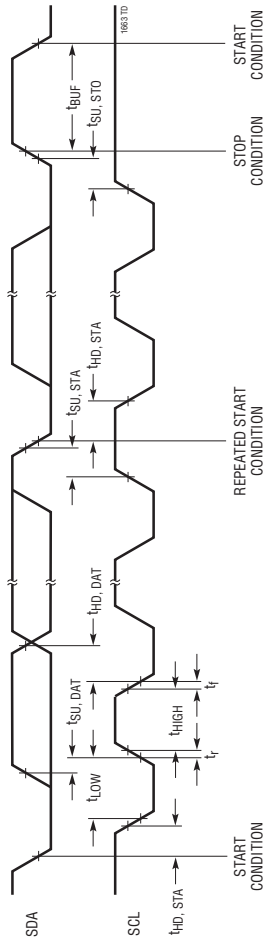 SDA
SCL
tSU, DAT
tHD, DAT
tSU, STA
tBUF
tLOW
tHD, STA
tSU, STO
1663 TD
tHD, STA
tr
tHIGH
tf
START
CONDITION
REPEATED START
CONDITION
STOP
CONDITION
START
CONDITION